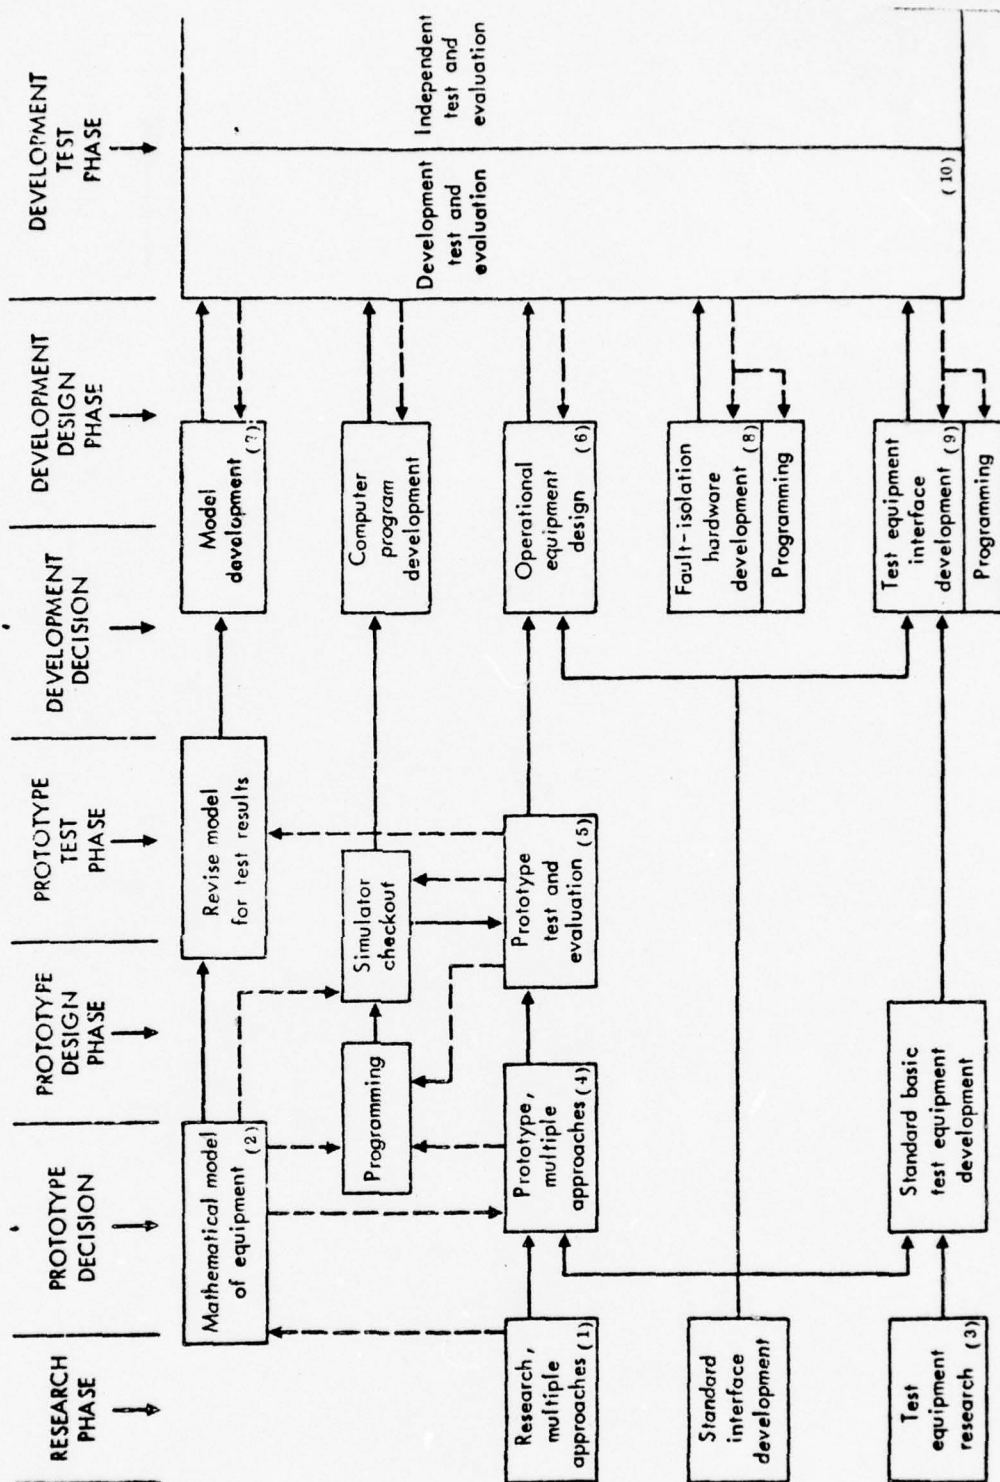 RESEARCH
PHASE
PROTOTYPE
DECISION
PROTOTYPE
DESIGN
PHASE
PROTOTYPE
TEST
PHASE
DEVELOPMENT
DECISION
DEVELOPMENT
DESIGN
PHASE
DEVELOPMENT
TEST
PHASE
Mathematical model
of equipment (2)
Revise model
for test results
Model
development
(7)
Programming
Simulator
checkout
Computer
program
development
Research,
multiple
approaches (1)
Prototype,
multiple
approaches (4)
Prototype
test and
evaluation (5)
Operational
equipment
design (6)
Standard
interface
development
Fault-isolation
hardware
development (8)
Programming
Test
equipment
research (3)
Standard basic
test equipment
development
Test equipment
interface
development (9)
Programming
Development
test and
evaluation
Independent
test and
evaluation
(10)